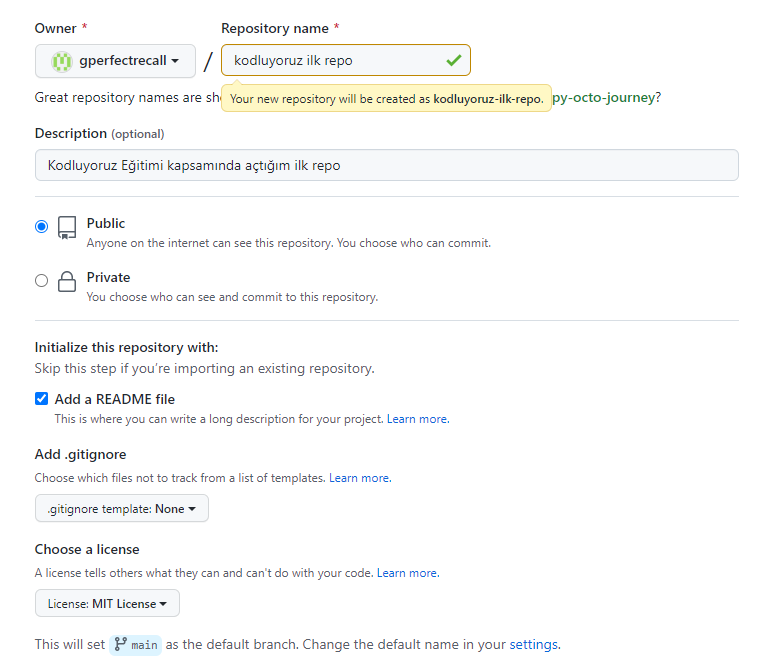 Owner * Repository name *
gperfectrecall / kodluyoruz ilk repo
Great repository names are sh
Your new repository will be created as kodluyoruz-ilk-repo.
py-octo-journey?
Description (optional)
Kodluyoruz Eğitimi kapsamında açtığım ilk repo
Public
Anyone on the internet can see this repository. You choose who can commit.
Private
You choose who can see and commit to this repository.
Initialize this repository with:
Skip this step if you're importing an existing repository.
Add a README file
This is where you can write a long description for your project. Learn more.
Add .gitignore
Choose which files not to track from a list of templates. Learn more.
.gitignore template: None
Choose a license
A license tells others what they can and can't do with your code. Learn more.
License: MIT License
This will set main as the default branch. Change the default name in your settings.